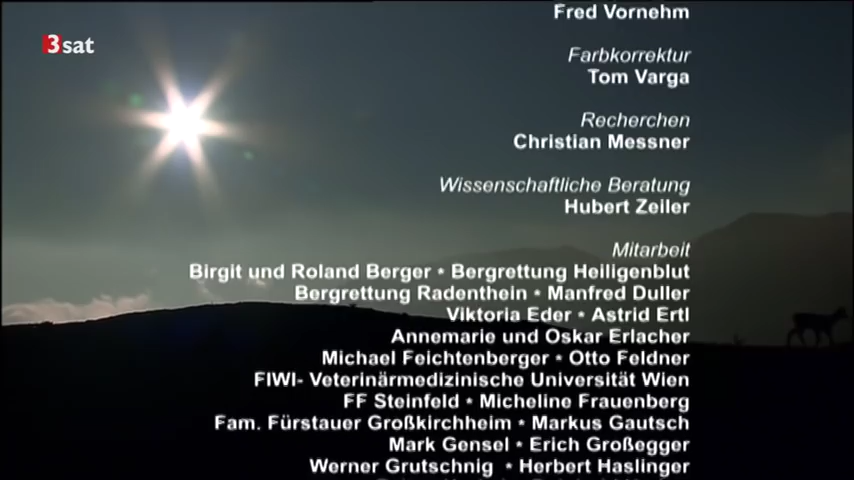 3sat
Fred Vornehm
Farbkorrektur
Tom Varga
Recherchen
Christian Messner
Wissenschaftliche Beratung
Hubert Zeiler
Mitarbeit
Birgit und Roland Berger * Bergrettung Heiligenblut
Bergrettung Radenthein * Manfred Duller
Viktoria Eder * Astrid Ertl
Annemarie und Oskar Erlacher
Michael Feichtenberger * Otto Feldner
FIWI- Veterinärmedizinische Universität Wien
FF Steinfeld * Micheline Frauenberg
Fam. Fürstauer Großkirchheim * Markus Gautsch
Mark Gensel * Erich Großegger
Werner Grutschnig * Herbert Haslinger